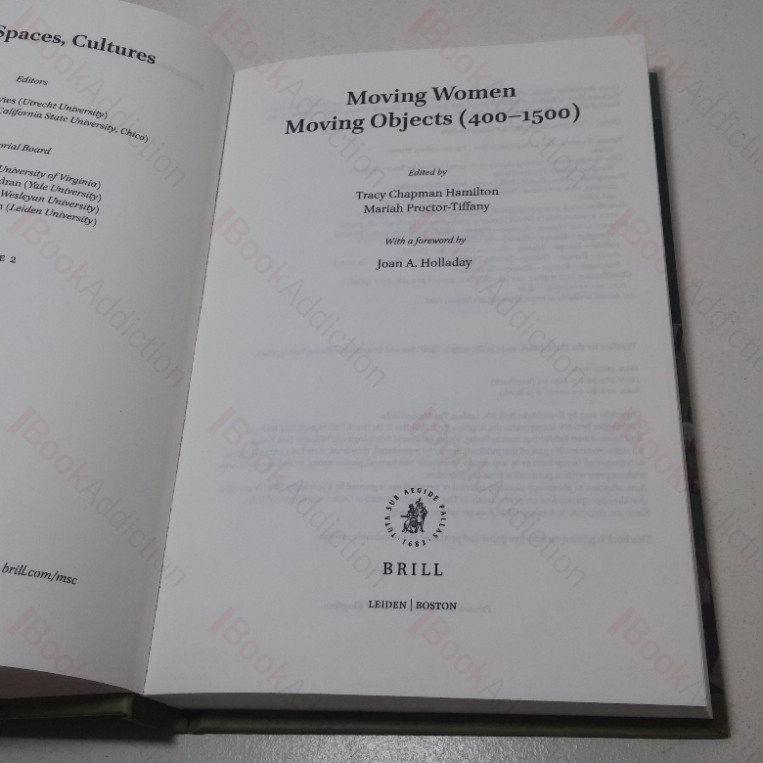 Spaces, Cultures
Editors
(Utrecht University)
California State University, Chico)
orial Board
University of Virginia)
(Yale University)
Wesleyan University)
(Leiden University)
E 2
brill.com/msc
Moving Women
Moving Objects (400–1500)
Edited by
Tracy Chapman Hamilton
Mariah Proctor-Tiffany
With a foreword by
Joan A. Holladay
TUTA SUB AEGIDE PALLAS · 1683 ·
BRILL
LEIDEN | BOSTON
BookAddiction